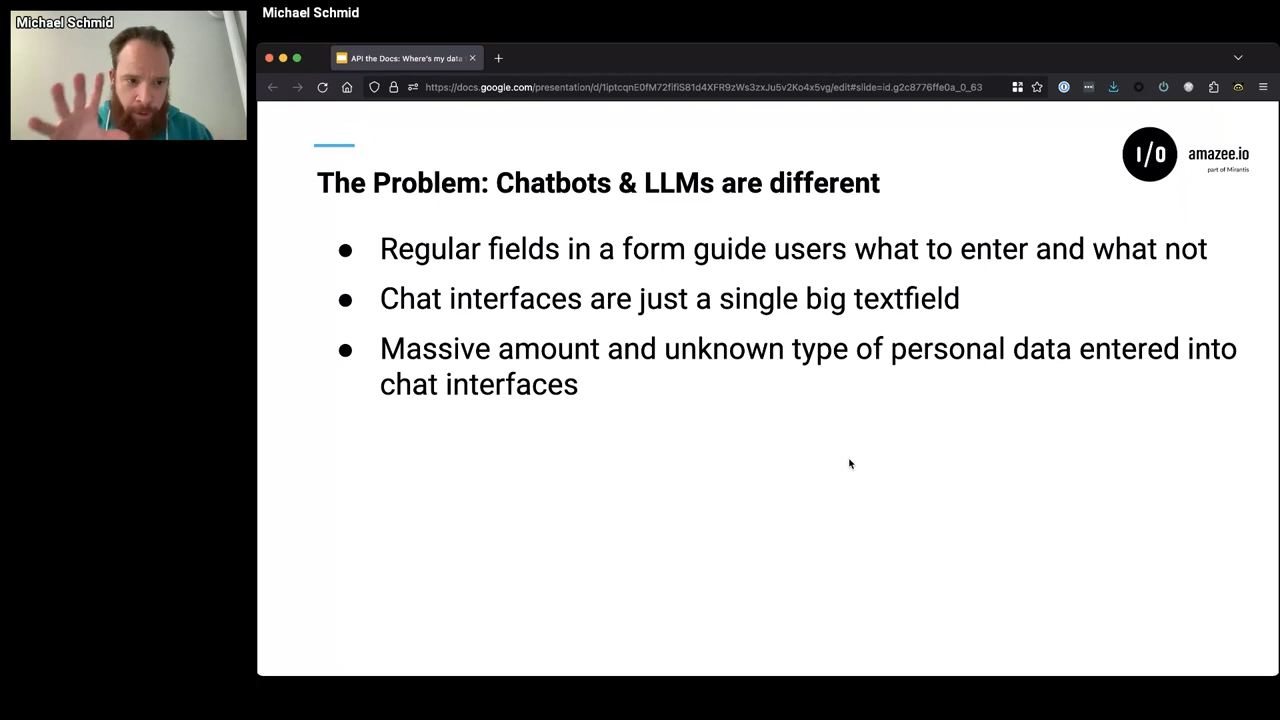 Michael Schmid
Michael Schmid
API the Docs: Where's my data
https://docs.google.com/presentation/d/1iptcqnE0fM72fifiS81d4XFR9zWs3zxJu5v2Ko4x5vg/edit#slide=id.g2c8776ffe0a_0_63
I/O
amazee.io
part of Mirantis
The Problem: Chatbots & LLMs are different
● Regular fields in a form guide users what to enter and what not
● Chat interfaces are just a single big textfield
● Massive amount and unknown type of personal data entered into
chat interfaces